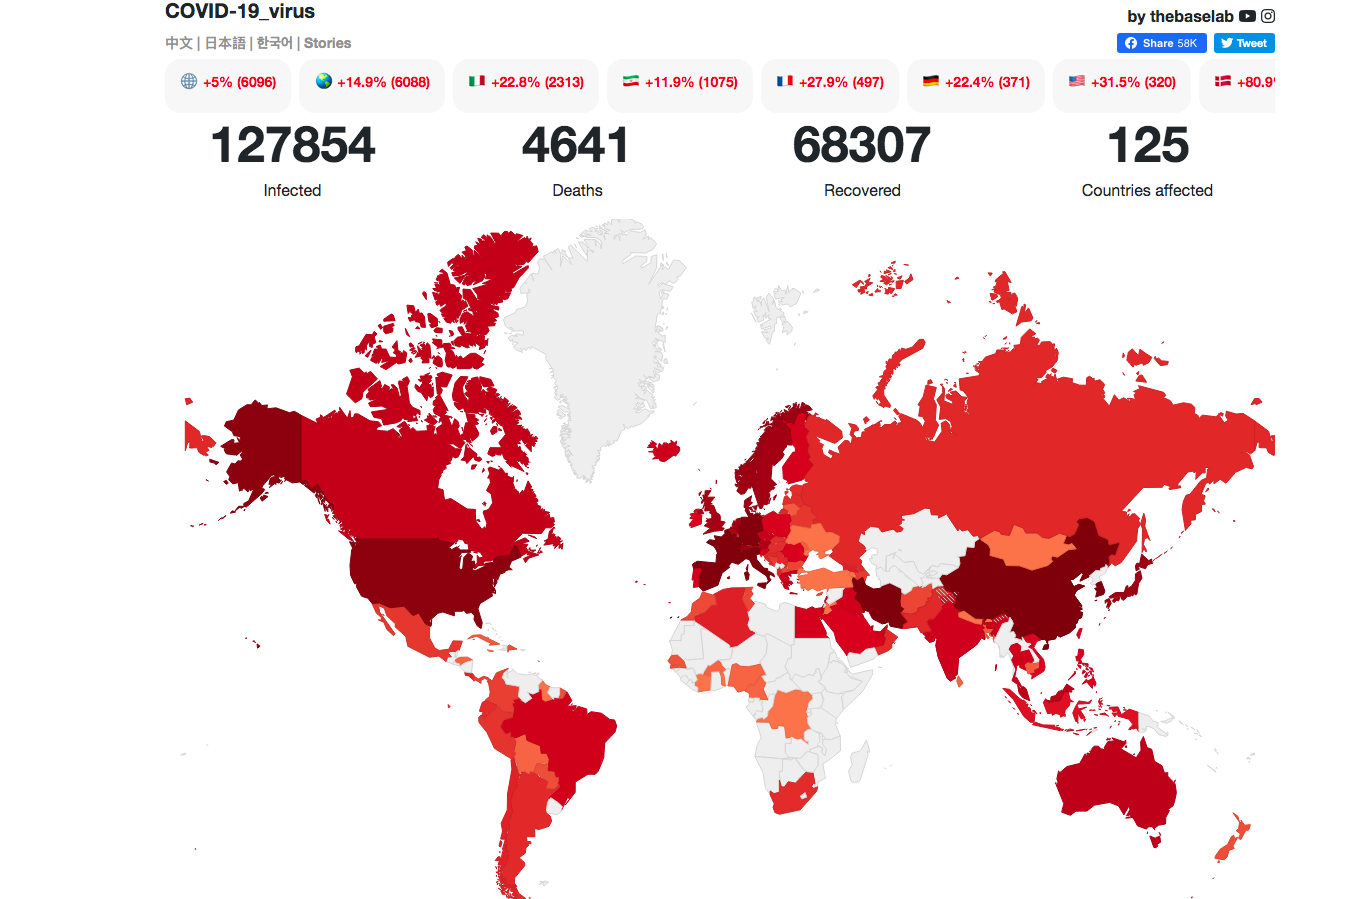 COVID-19_virus
by thebaselab
中文 | 日本語 | 한국어 | Stories
Share 58K
Tweet
+5% (6096)
+14.9% (6088)
+22.8% (2313)
+11.9% (1075)
+27.9% (497)
+22.4% (371)
+31.5% (320)
+80.9%
127854
4641
68307
125
Infected
Deaths
Recovered
Countries affected